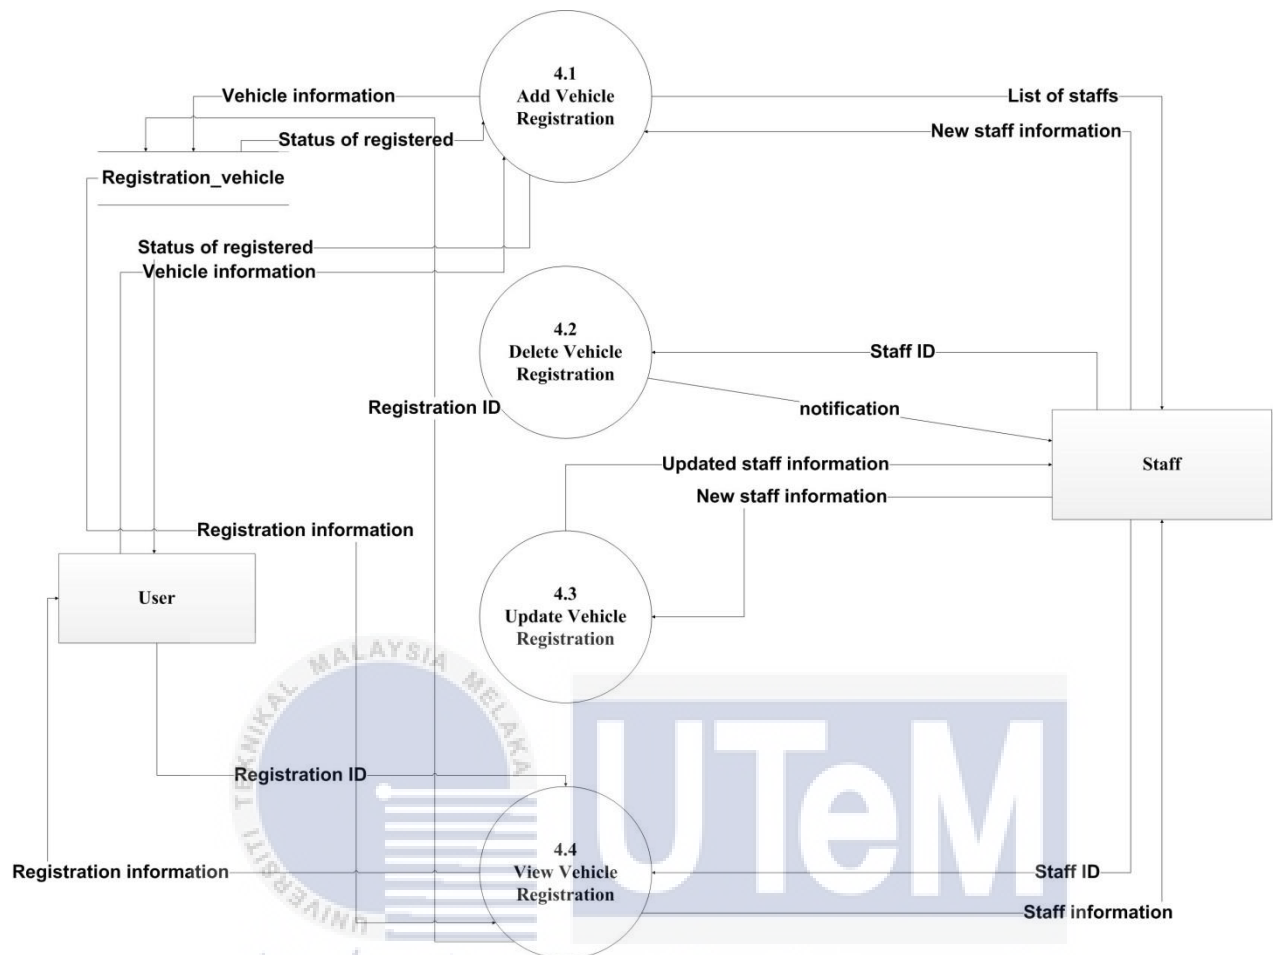 4.1
Add Vehicle
Registration
Vehicle information
List of staffs
Status of registered
New staff information
Registration_vehicle
Status of registered
Vehicle information
4.2
Delete Vehicle
Registration
Staff ID
Registration ID
notification
Updated staff information
Staff
New staff information
Registration information
4.3
Update Vehicle
Registration
User
UNIVERSITI TEKNIKAL MALAYSIA MELAKA
UTeM
Registration ID
4.4
View Vehicle
Registration
Registration information
Staff ID
Staff information